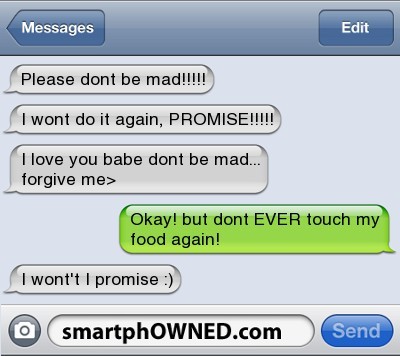 Messages
Edit
Please dont be mad!!!!!
I wont do it again, PROMISE!!!!!
I love you babe dont be mad...
forgive me>
Okay! but dont EVER touch my
food again!
I wont't I promise :)
smartphOWNED.com
Send